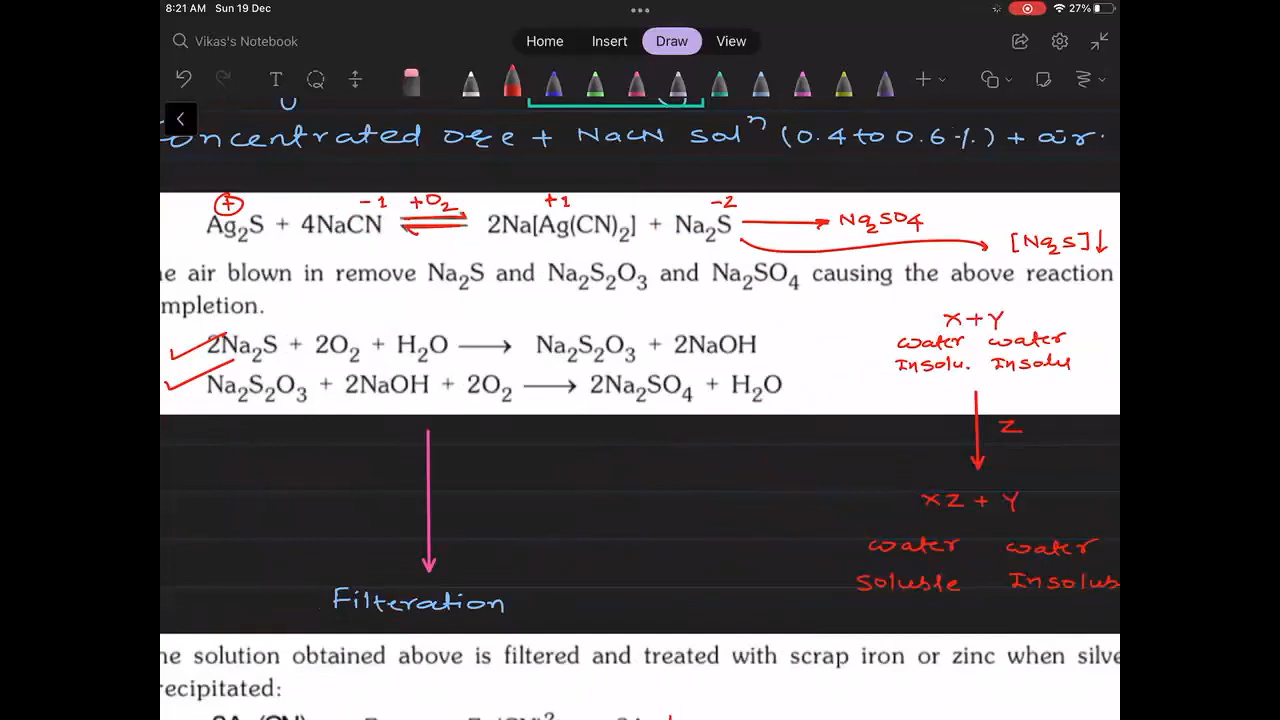 8:21 AM Sun 19 Dec
27%
Vikas's Notebook
Home Insert Draw View
oncentrated ore + NaCN solⁿ (0.4 to 0.6 %) + air.
+ -1 +O₂ +1 -2
Ag₂S + 4NaCN ⇌ 2Na[Ag(CN)₂] + Na₂S → Na₂SO₄
[Na₂S]↓
e air blown in remove Na₂S and Na₂S₂O₃ and Na₂SO₄ causing the above reaction
mpletion.
2Na₂S + 2O₂ + H₂O → Na₂S₂O₃ + 2NaOH
Na₂S₂O₃ + 2NaOH + 2O₂ → 2Na₂SO₄ + H₂O
X + Y
water water
Insolu. Insolu
Z
XZ + Y
water water
Soluble Insolub
Filteration
he solution obtained above is filtered and treated with scrap iron or zinc when silve
recipitated: